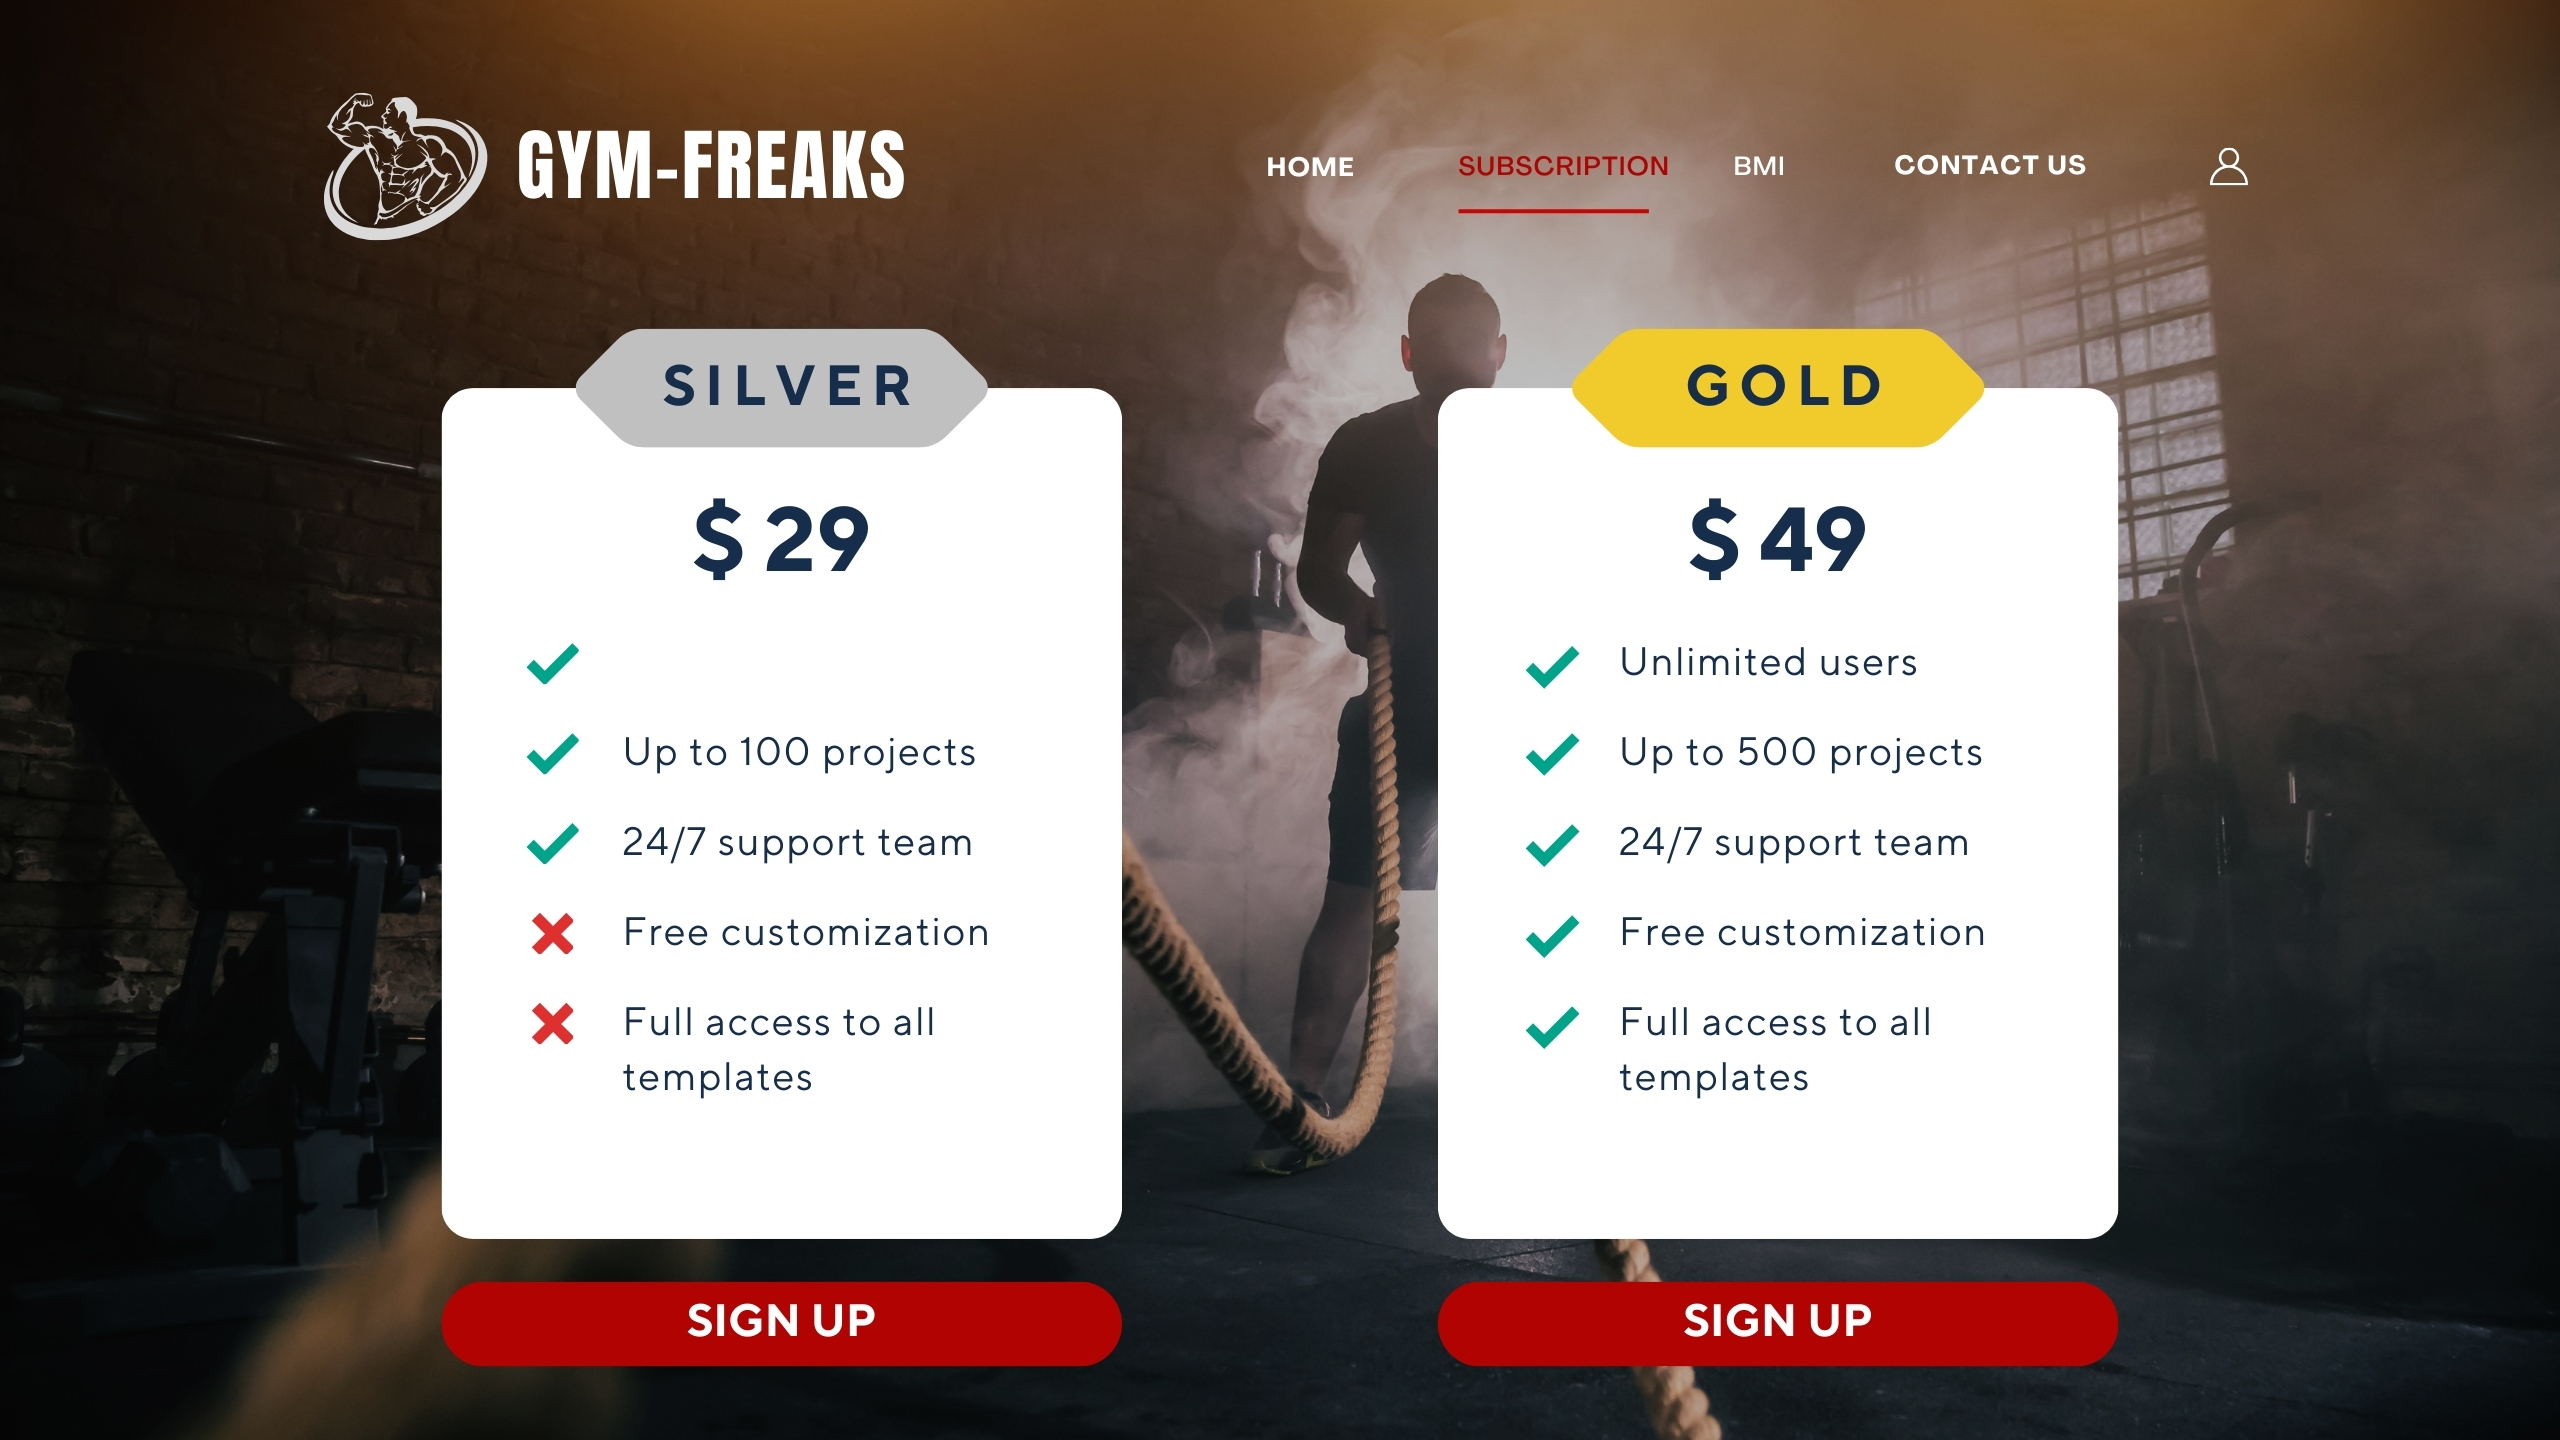 GYM-FREAKS
HOME
SUBSCRIPTION
BMI
CONTACT US
SILVER
$ 29
Up to 100 projects
24/7 support team
Free customization
Full access to all
templates
SIGN UP
GOLD
$ 49
Unlimited users
Up to 500 projects
24/7 support team
Free customization
Full access to all
templates
SIGN UP